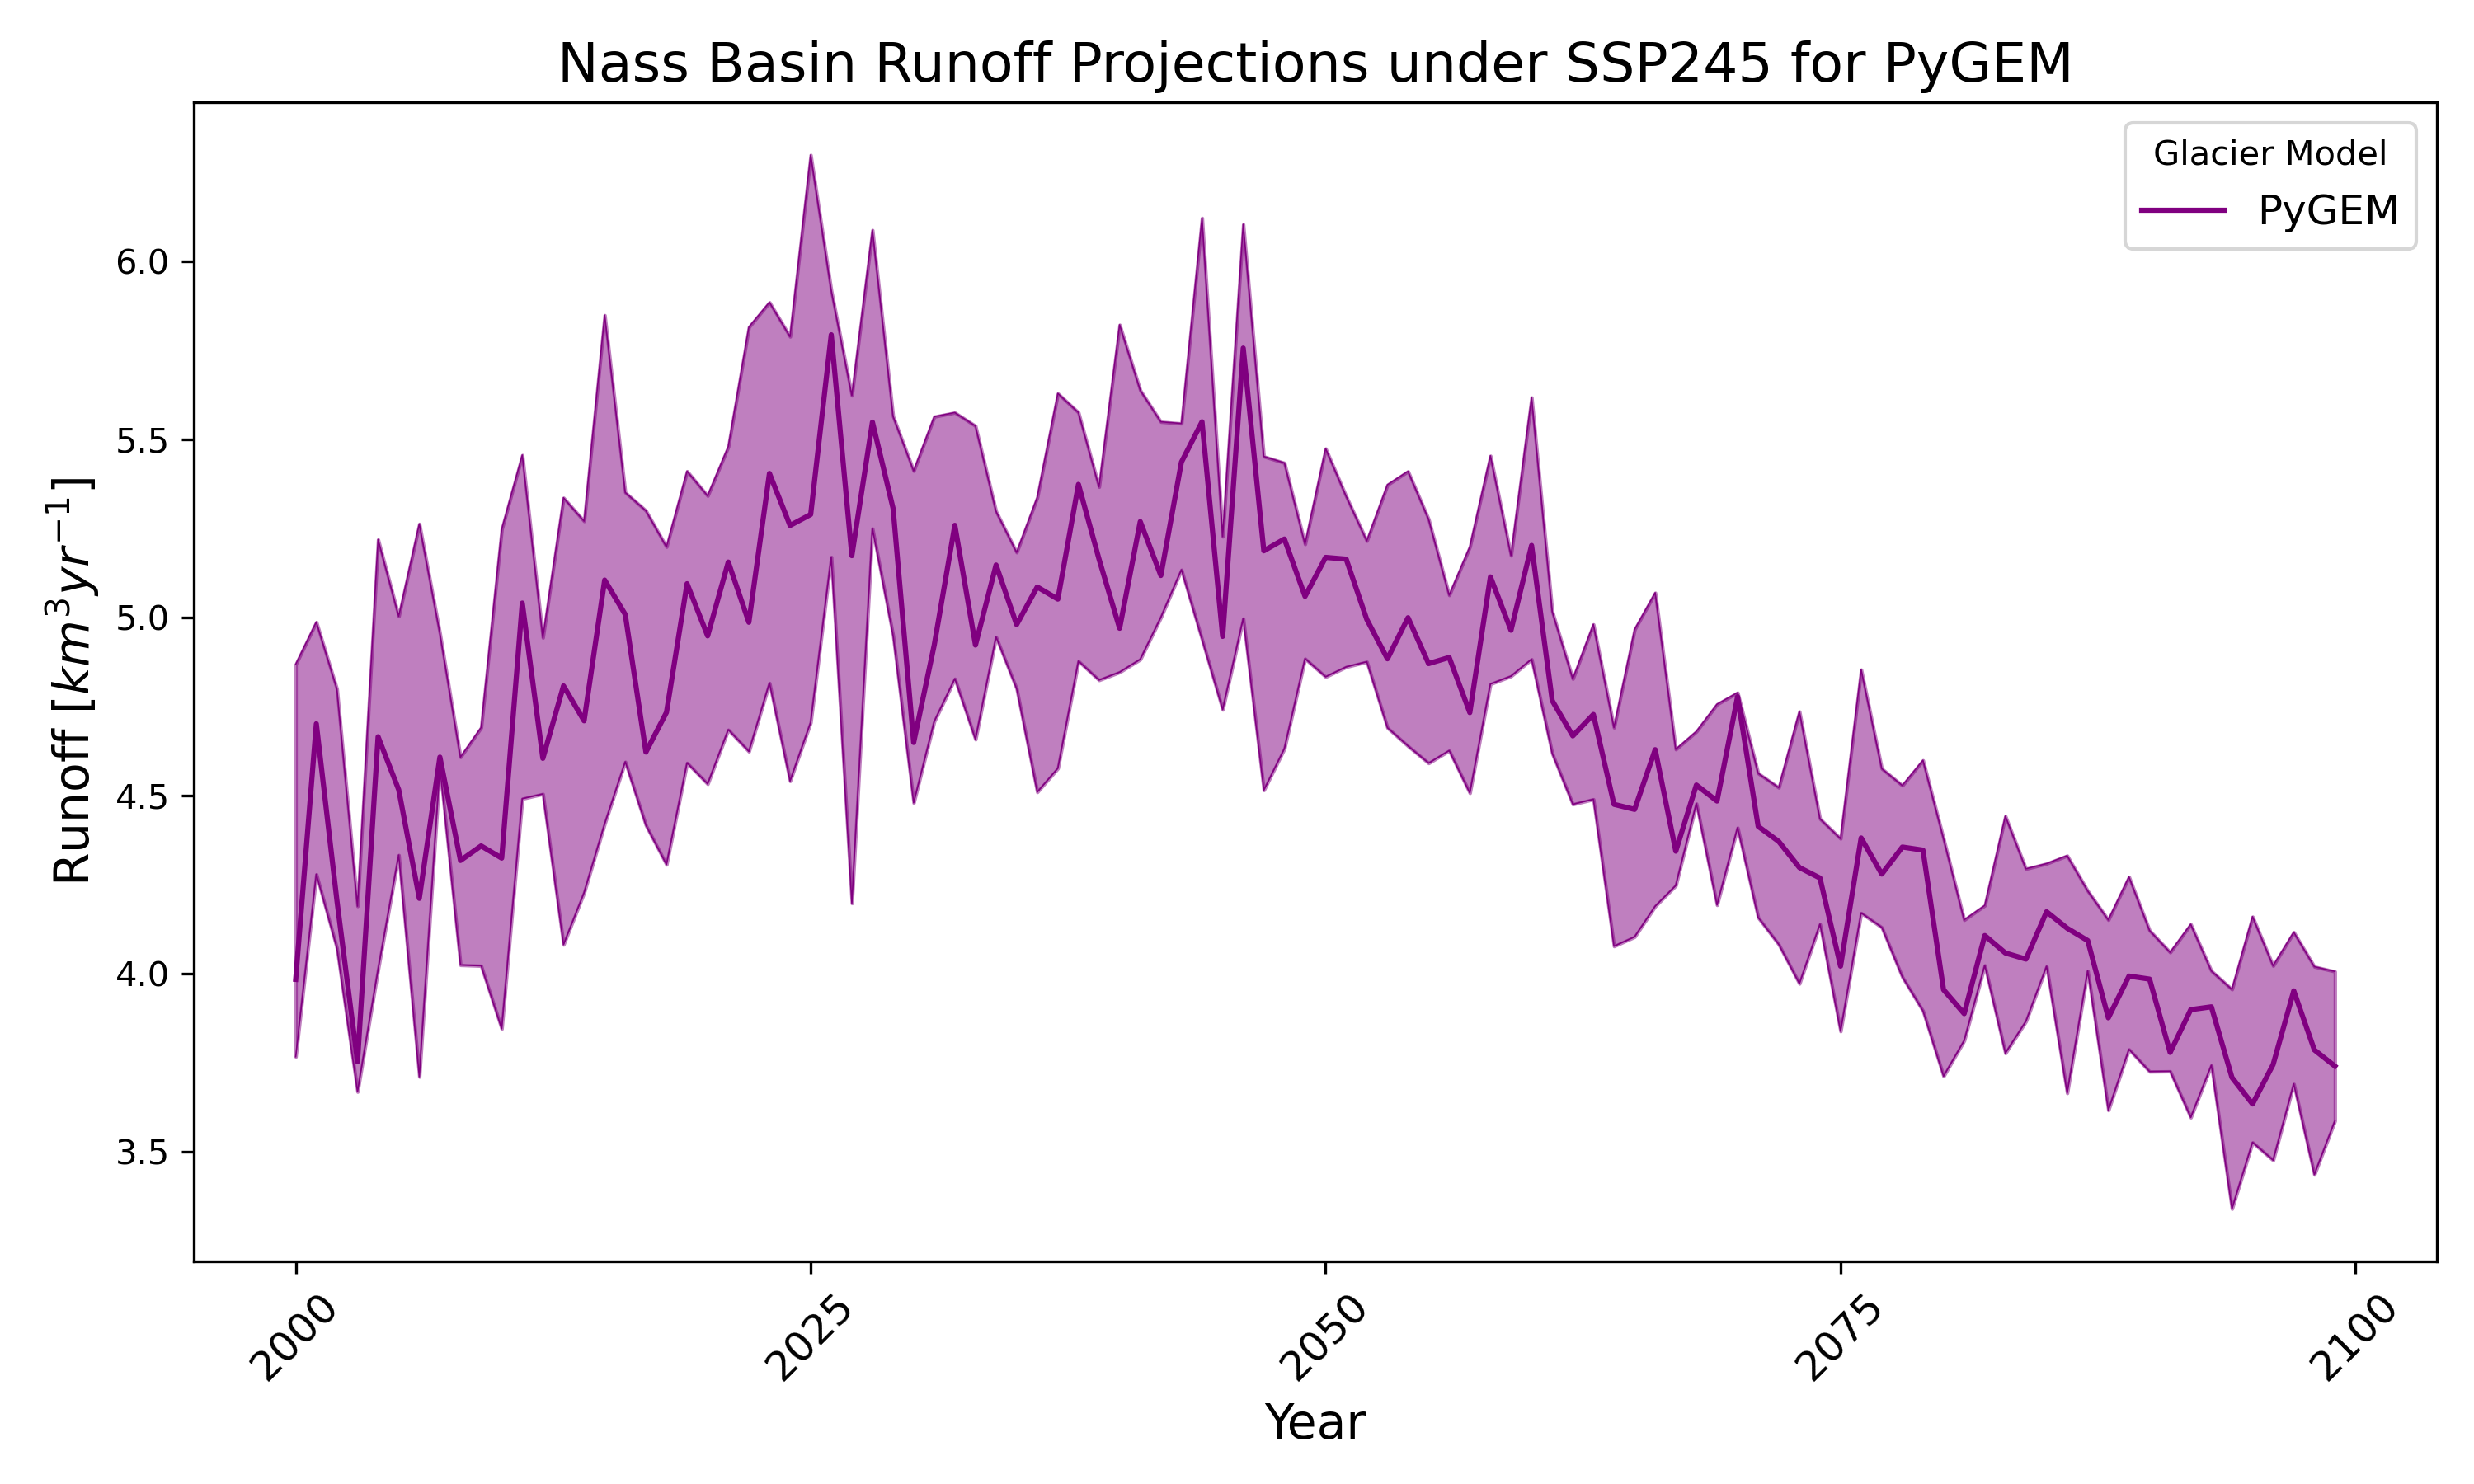 Nass Basin Runoff Projections under SSP245 for PyGEM
Glacier Model
PyGEM
Runoff [km³yr⁻¹]
6.0
5.5
5.0
4.5
4.0
3.5
2000
2025
2050
2075
2100
Year